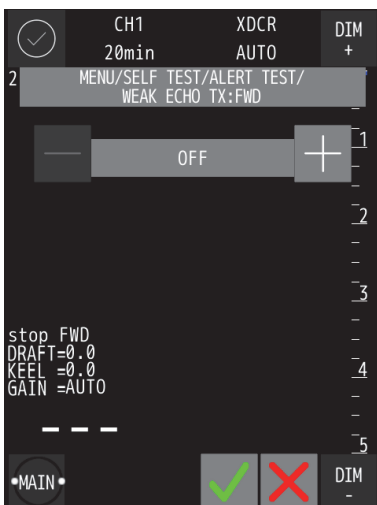 CH1 XDCR DIM
20min AUTO +
2 MENU/SELF TEST/ALERT TEST/
WEAK ECHO TX:FWD
1
— OFF +
2
3
stop FWD
DRAFT=0.0
KEEL =0.0
4
GAIN =AUTO
– – –
5
•MAIN• DIM
-